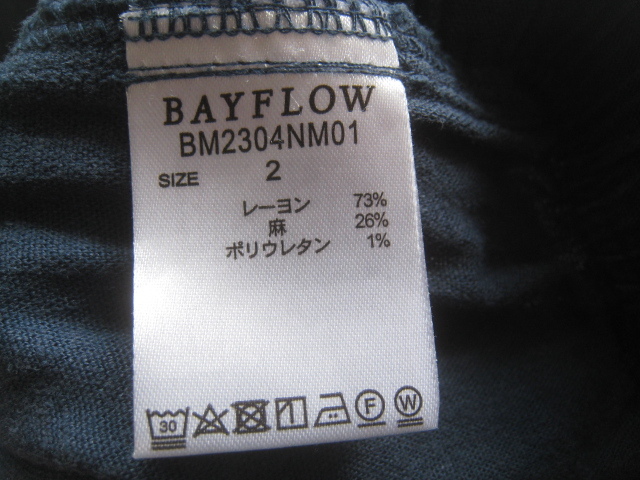 BAYFLOW
BM2304NM01
SIZE 2
レーヨン 73%
麻 26%
ポリウレタン 1%
30 F W